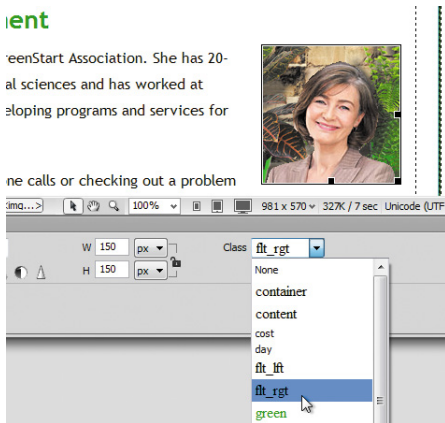 ent
reenStart Association. She has 20-
al sciences and has worked at
eloping programs and services for
ne calls or checking out a problem
img...>
100%
981 x 570
327K / 7 sec
Unicode (UTF
W 150 px
Class flt_rgt
H 150 px
None
container
content
cost
day
flt_lft
flt_rgt
green